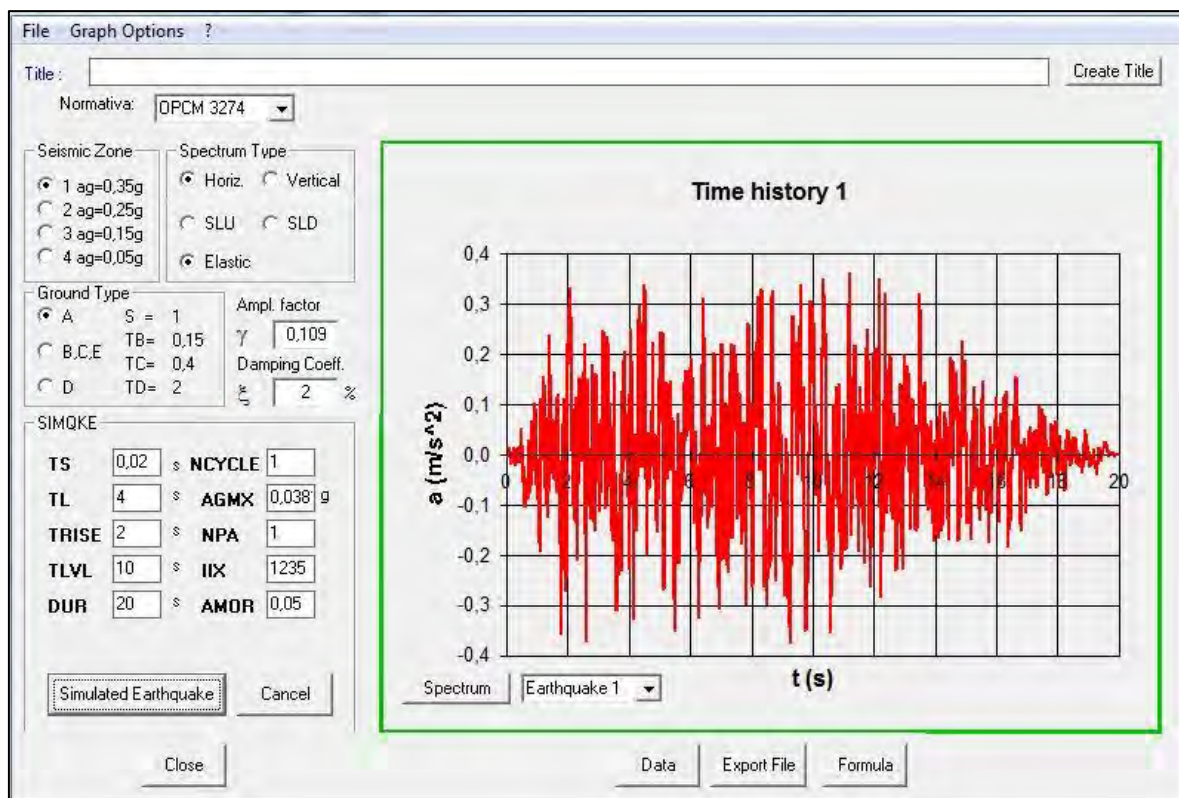 File Graph Options ?
Title :
Create Title
Normativa: OPCM 3274
Seismic Zone
1 ag=0,35g
2 ag=0,25g
3 ag=0,15g
4 ag=0,05g
Spectrum Type
Horiz. Vertical
SLU SLD
Elastic
Ground Type
A S = 1
TB= 0,15
B,C,E
TC= 0,4
D TD= 2
Ampl. factor
γ 0,109
Damping Coeff.
ξ 2 %
SIMQKE
TS 0,02 s NCYCLE 1
TL 4 s AGMX 0,038 g
TRISE 2 s NPA 1
TLVL 10 s IIX 1235
DUR 20 s AMOR 0,05
Simulated Earthquake Cancel
Close
Time history 1
a (m/s^2)
0,4
0,3
0,2
0,1
0,0
-0,1
-0,2
-0,3
-0,4
0 2 4 6 8 10 12 14 16 18 20
t (s)
Spectrum Earthquake 1
Data Export File Formula